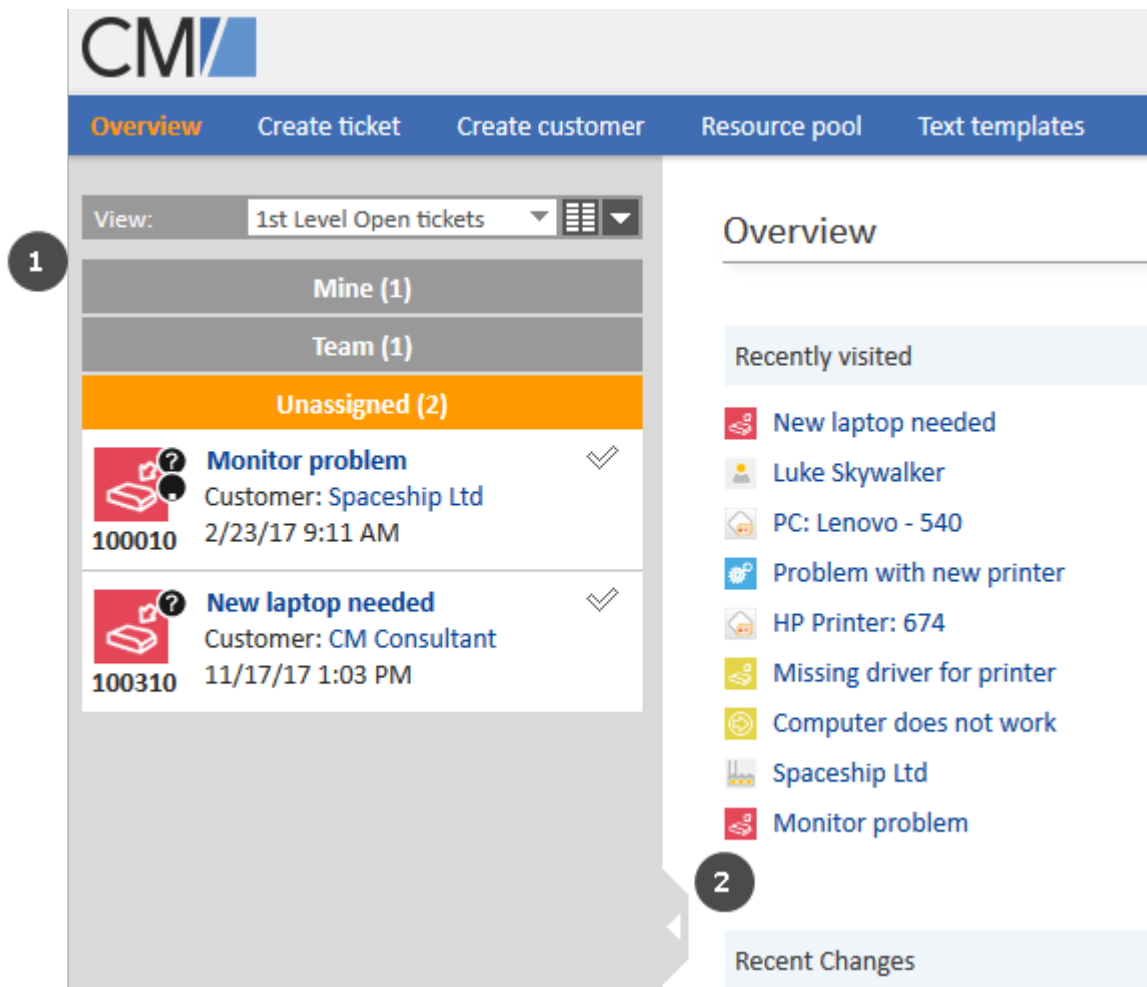 CM/
Overview Create ticket Create customer Resource pool Text templates
View: 1st Level Open tickets
1
Mine (1)
Team (1)
Unassigned (2)
? Monitor problem
Customer: Spaceship Ltd
100010 2/23/17 9:11 AM
? New laptop needed
Customer: CM Consultant
100310 11/17/17 1:03 PM
Overview
Recently visited
New laptop needed
Luke Skywalker
PC: Lenovo - 540
Problem with new printer
HP Printer: 674
Missing driver for printer
Computer does not work
Spaceship Ltd
Monitor problem
2
Recent Changes